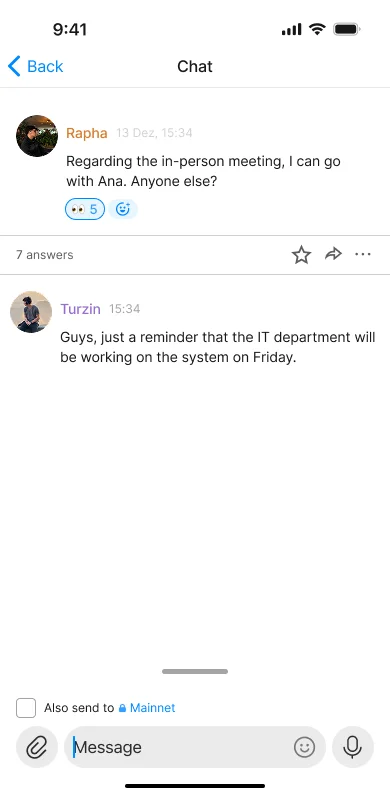 9:41
Back
Chat
Rapha 13 Dez, 15:34
Regarding the in-person meeting, I can go
with Ana. Anyone else?
5
7 answers
Turzin 15:34
Guys, just a reminder that the IT department will
be working on the system on Friday.
Also send to Mainnet
Message